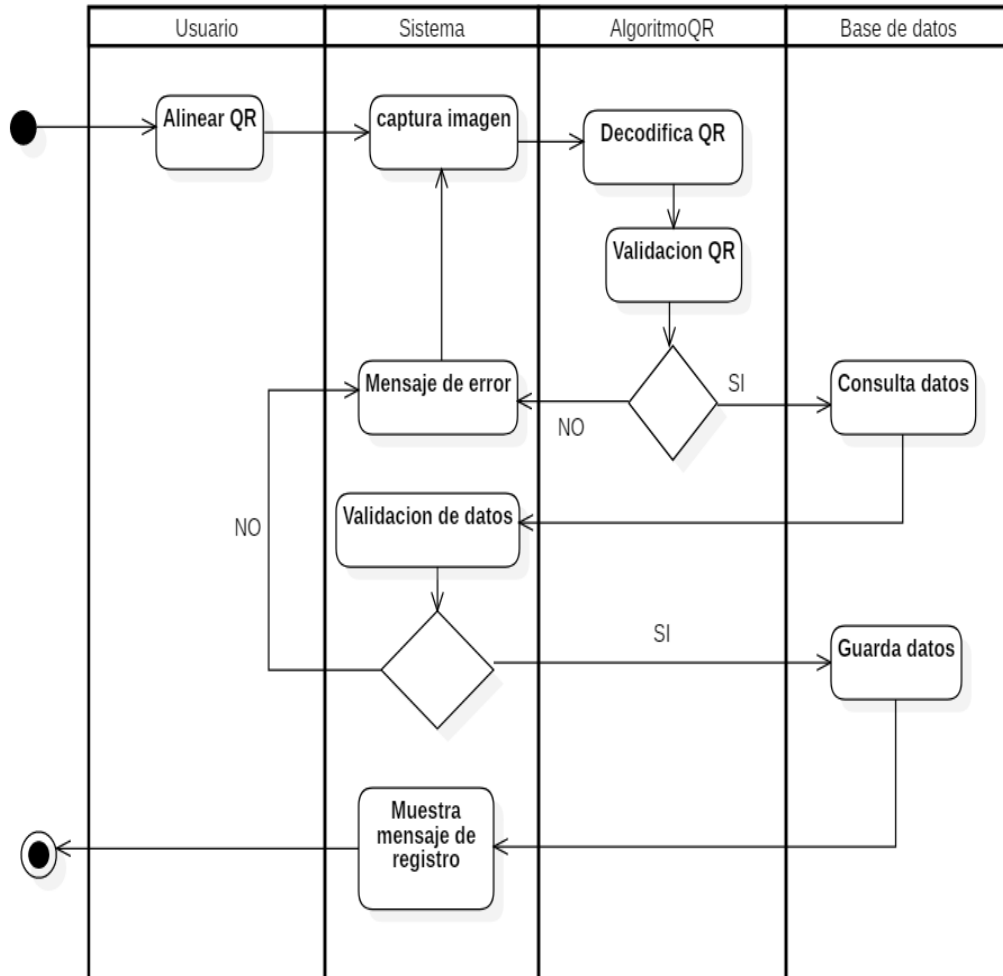 Usuario
Sistema
AlgoritmoQR
Base de datos
Alinear QR
captura imagen
Decodifica QR
Validacion QR
Mensaje de error
NO
SI
Consulta datos
Validacion de datos
NO
SI
Guarda datos
Muestra
mensaje de
registro